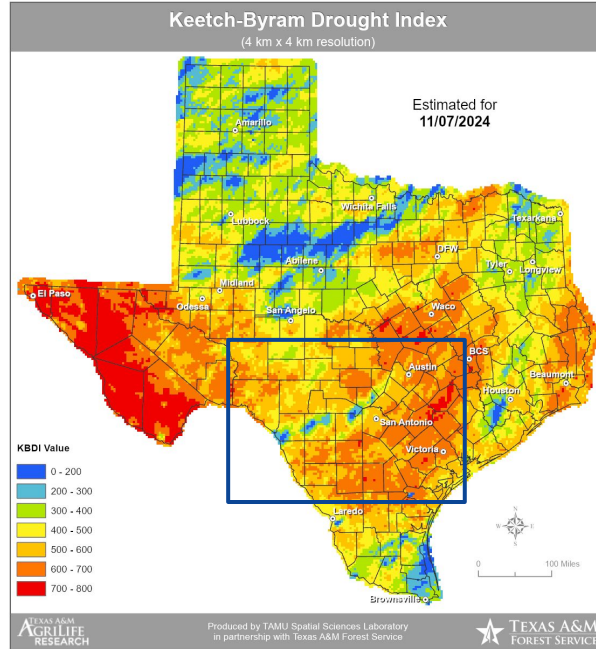 Keetch-Byram Drought Index
(4 km x 4 km resolution)
Estimated for
11/07/2024
Amarillo
Lubbock
Wichita Falls
Texarkana
DFW
Abilene
Tyler
Longview
Midland
El Paso
Odessa
San Angelo
Waco
BCS
Austin
Beaumont
Houston
San Antonio
Victoria
Laredo
Brownsville
KBDI Value
0 - 200
200 - 300
300 - 400
400 - 500
500 - 600
600 - 700
700 - 800
N
W
E
S
0 100 Miles
TEXAS A&M
AGRILIFE
RESEARCH
Produced by TAMU Spatial Sciences Laboratory
in partnership with Texas A&M Forest Service
TEXAS A&M
FOREST SERVICE